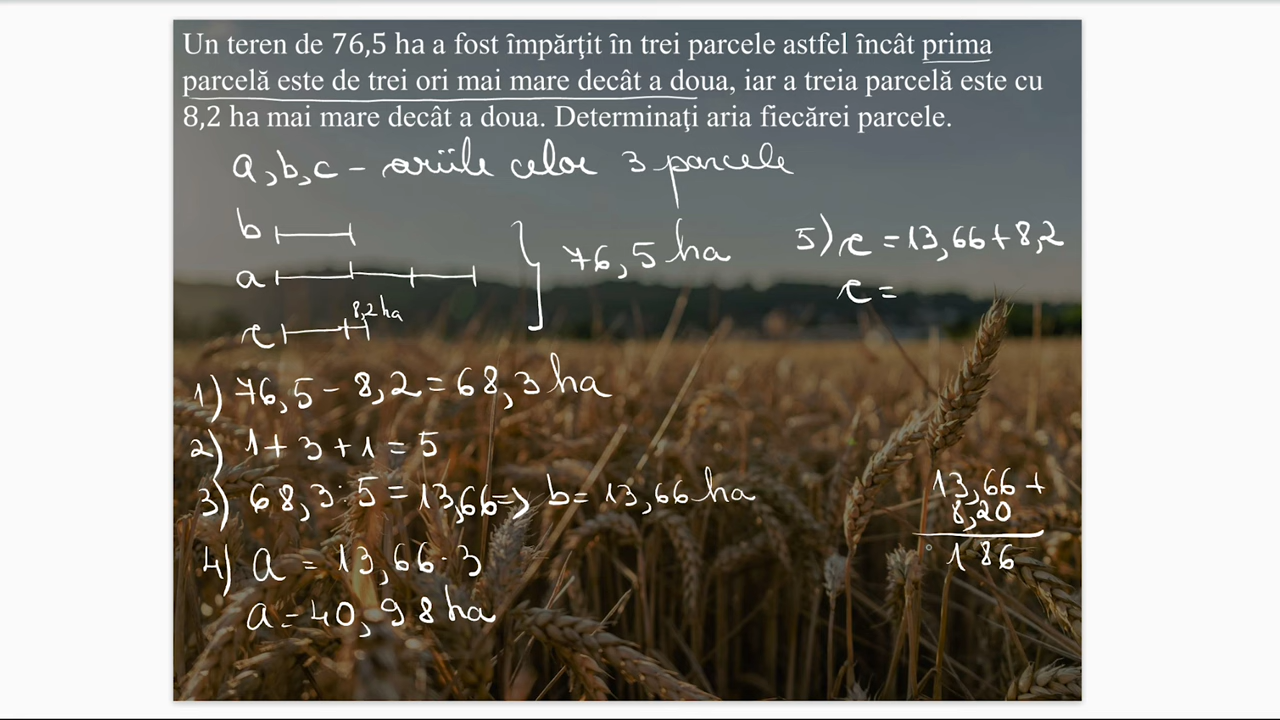 Un teren de 76,5 ha a fost împărţit în trei parcele astfel încât prima
parcelă este de trei ori mai mare decât a doua, iar a treia parcelă este cu
8,2 ha mai mare decât a doua. Determinaţi aria fiecărei parcele.
a,b,c - ariile celor 3 parcele
b
a
c 8,2 ha
76,5 ha
1) 76,5 - 8,2 = 68,3 ha
2) 1 + 3 + 1 = 5
3) 68,3 : 5 = 13,66 => b = 13,66 ha
4) a = 13,66 · 3
a = 40,98 ha
5) c = 13,66 + 8,2
c =
13,66 +
8,20
186